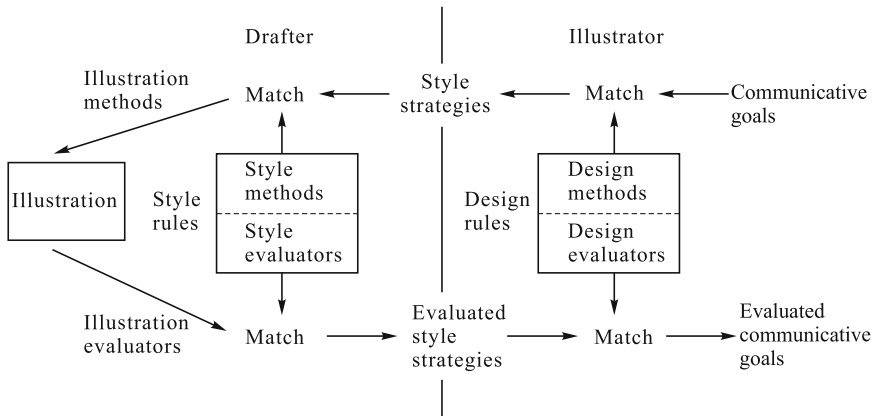 Drafter
Illustrator
Illustration
methods
Match
Style
strategies
Match
Communicative
goals
Illustration
Style
rules
Style
methods
Style
evaluators
Design
rules
Design
methods
Design
evaluators
Illustration
evaluators
Match
Evaluated
style
strategies
Match
Evaluated
communicative
goals